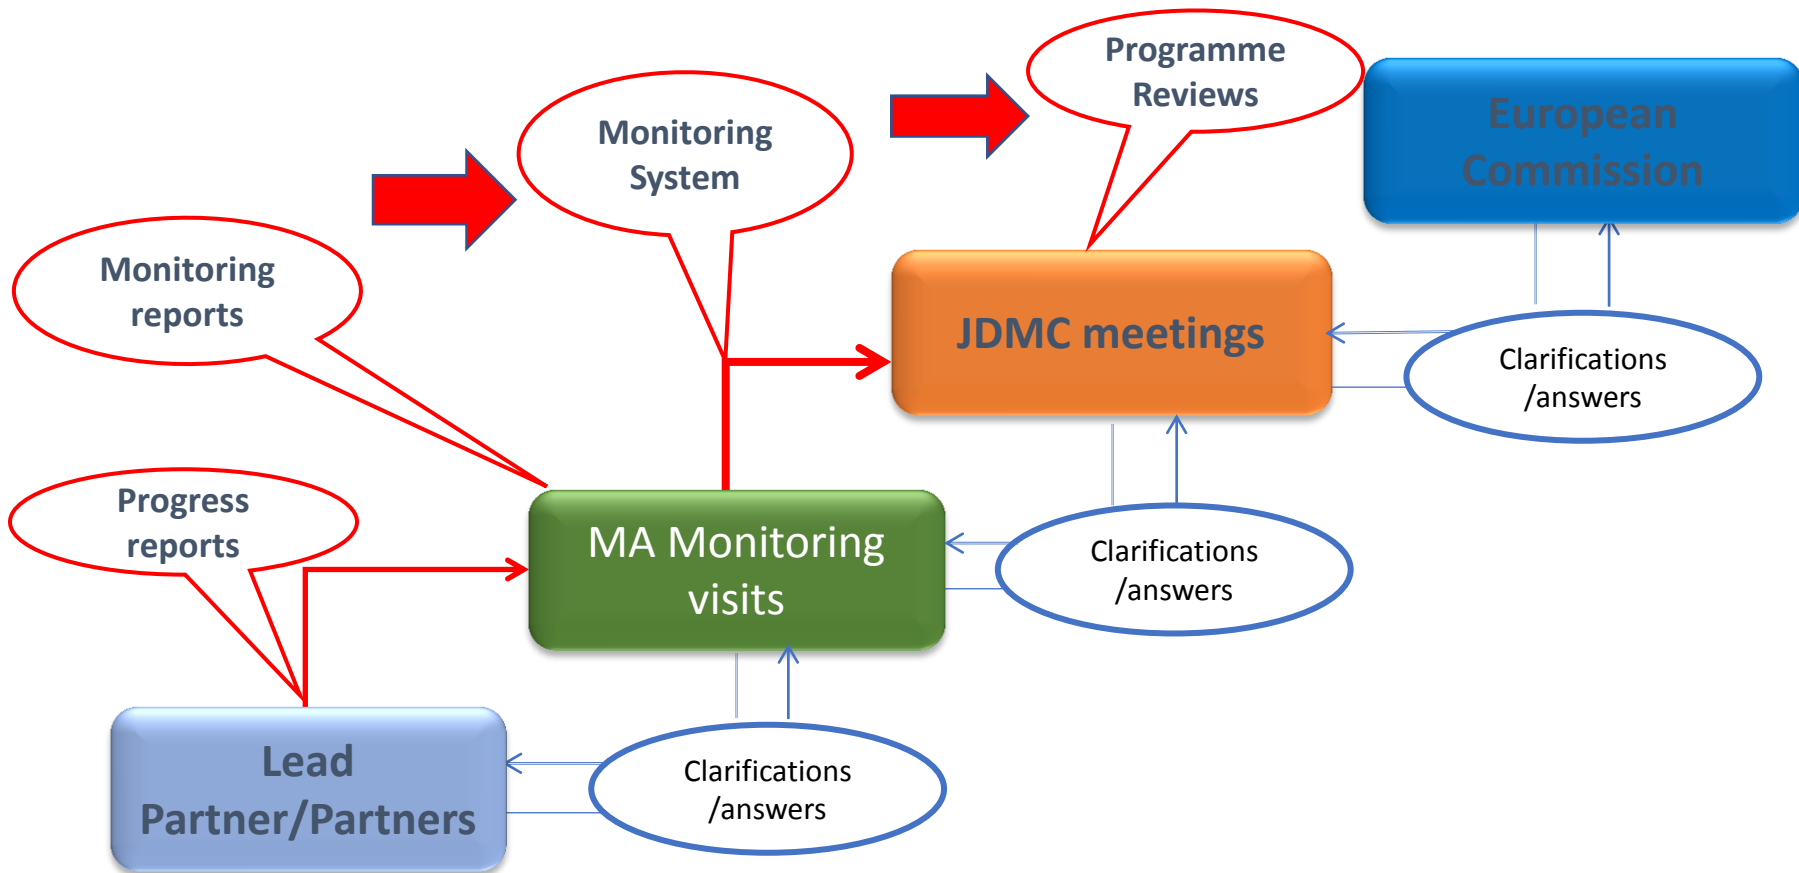 Programme
Reviews
European
Commission
Monitoring
System
Monitoring
reports
JDMC meetings
Clarifications
/answers
Progress
reports
MA Monitoring
visits
Clarifications
/answers
Lead
Partner/Partners
Clarifications
/answers